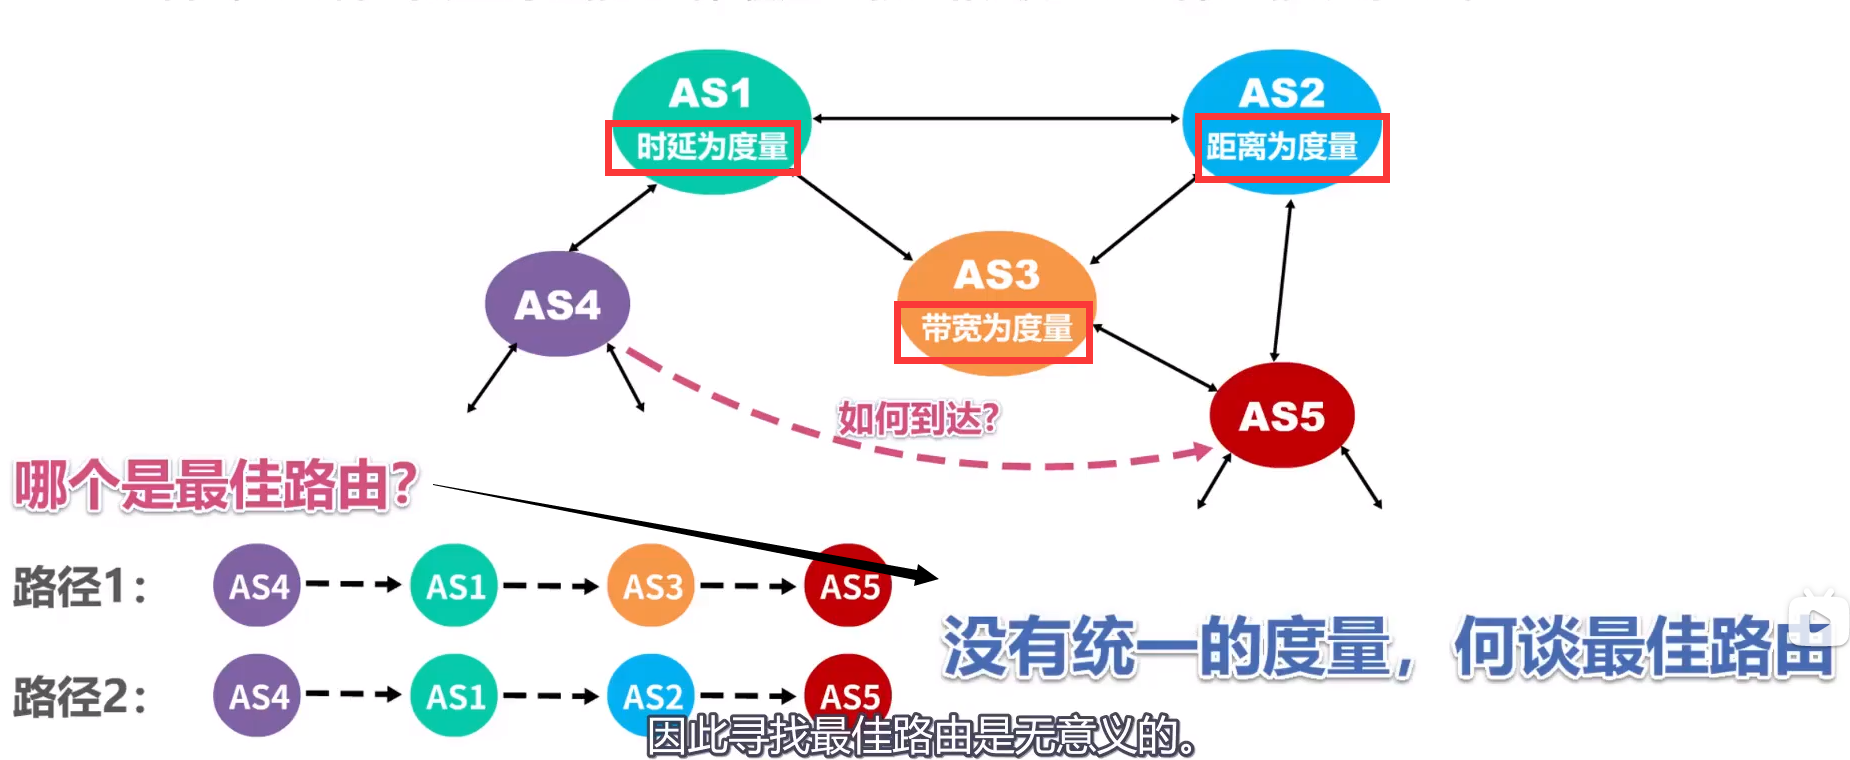 AS1
时延为度量
AS2
距离为度量
AS3
带宽为度量
AS4
AS5
如何到达?
哪个是最佳路由?
路径1:
AS4
AS1
AS3
AS5
没有统一的度量，何谈最佳路由
路径2:
AS4
AS1
AS2
AS5
因此寻找最佳路由是无意义的。